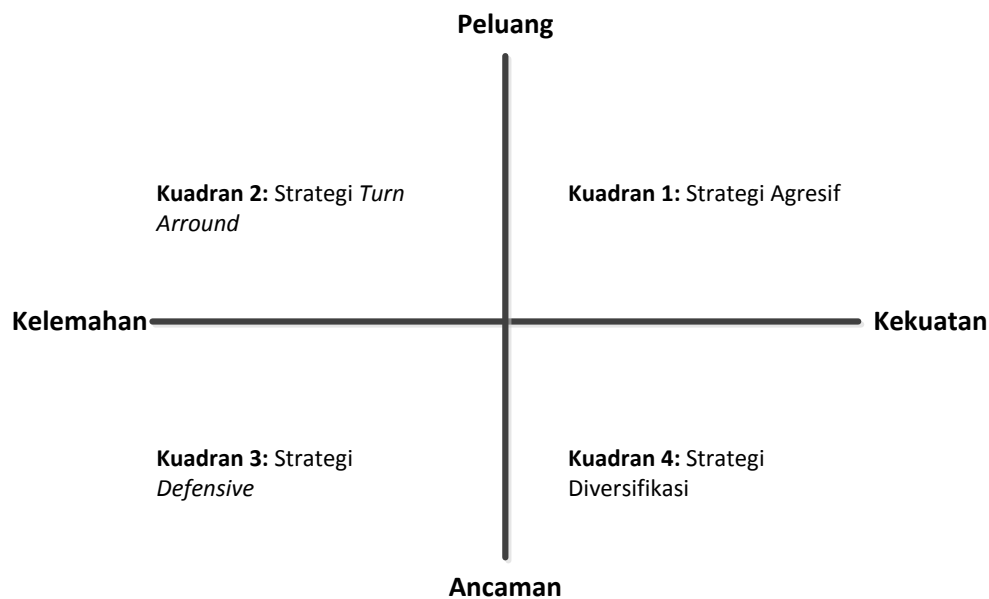 Peluang
Kuadran 2: Strategi Turn
Arround
Kuadran 1: Strategi Agresif
Kelemahan
Kekuatan
Kuadran 3: Strategi
Defensive
Kuadran 4: Strategi
Diversifikasi
Ancaman